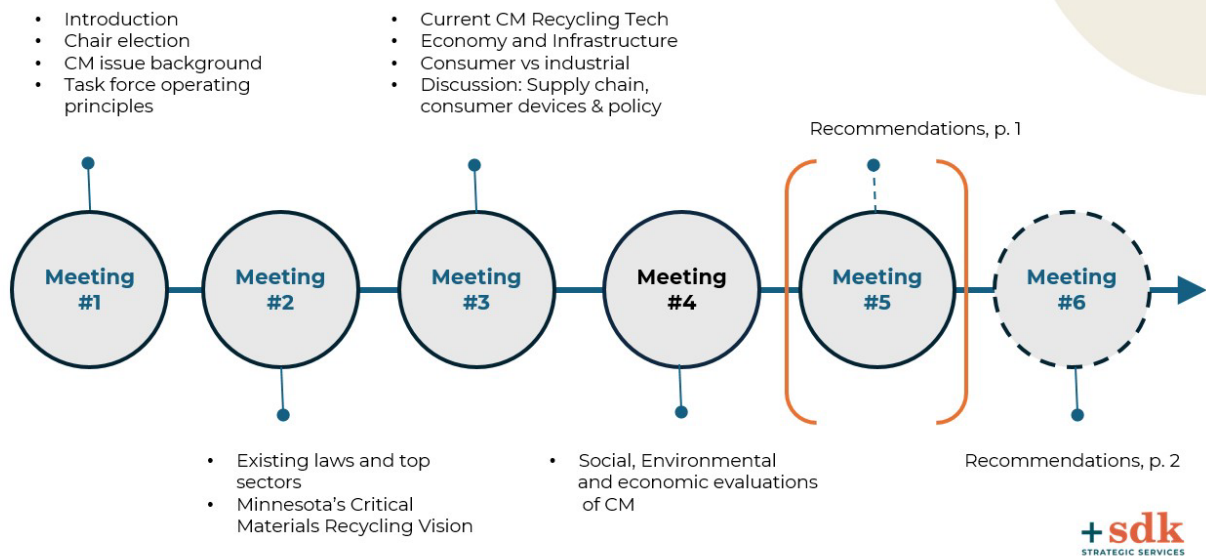 • Introduction
• Chair election
• CM issue background
• Task force operating
principles
• Current CM Recycling Tech
• Economy and Infrastructure
• Consumer vs industrial
• Discussion: Supply chain,
consumer devices & policy
Recommendations, p. 1
Meeting
#1
Meeting
#2
Meeting
#3
Meeting
#4
Meeting
#5
Meeting
#6
• Existing laws and top
sectors
• Minnesota’s Critical
Materials Recycling Vision
• Social, Environmental
and economic evaluations
of CM
Recommendations, p. 2
+sdk
STRATEGIC SERVICES